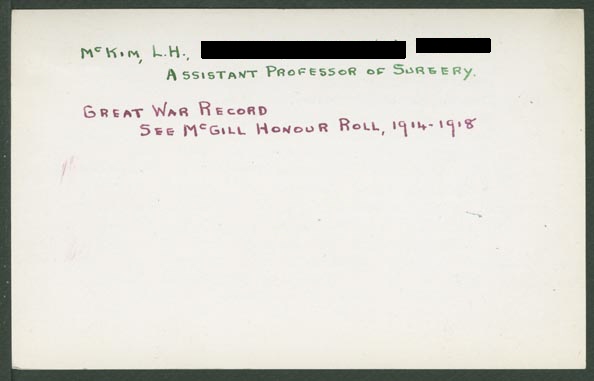 McKim, L.H.,
Assistant Professor of Surgery.
Great War Record
See McGill Honour Roll, 1914-1918